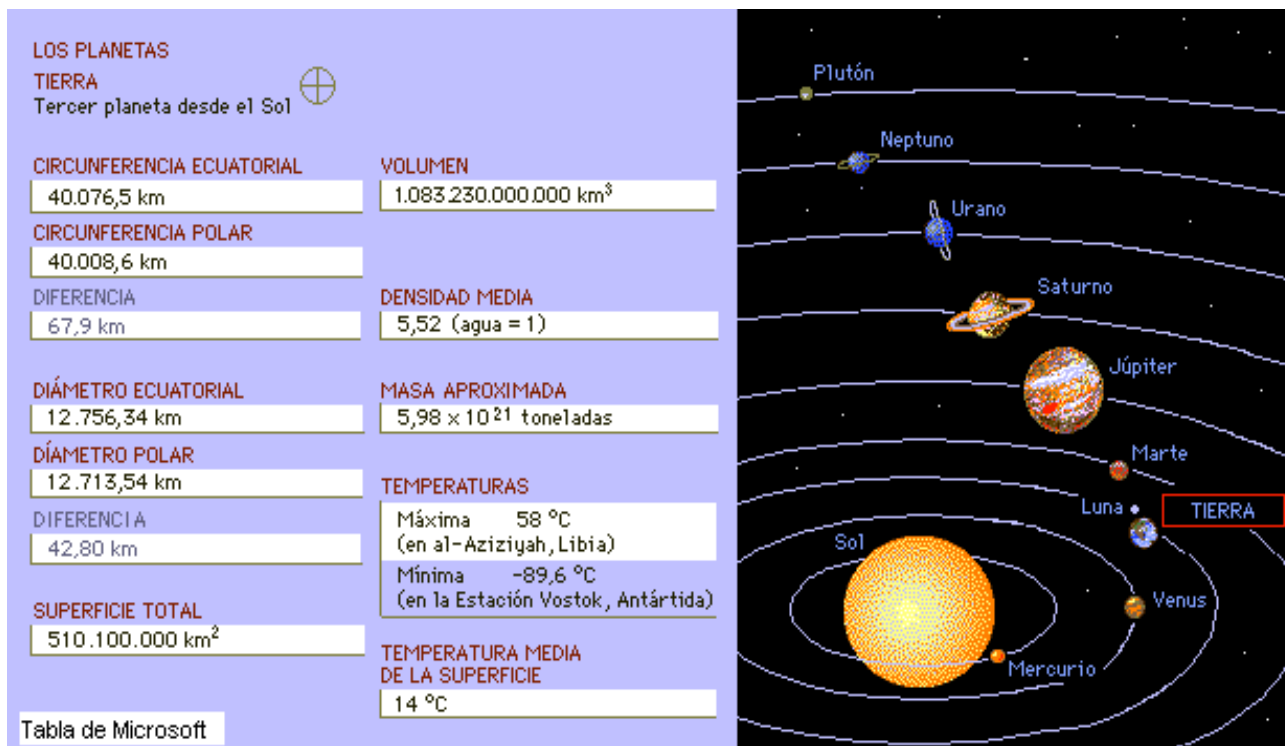 LOS PLANETAS
TIERRA
Tercer planeta desde el Sol
CIRCUNFERENCIA ECUATORIAL
40.076,5 km
CIRCUNFERENCIA POLAR
40.008,6 km
DIFERENCIA
67,9 km
DIÁMETRO ECUATORIAL
12.756,34 km
DÍAMETRO POLAR
12.713,54 km
DIFERENCIA
42,80 km
SUPERFICIE TOTAL
510.100.000 km²
Tabla de Microsoft
VOLUMEN
1.083.230.000.000 km³
DENSIDAD MEDIA
5,52 (agua = 1)
MASA APROXIMADA
5,98 x 10²¹ toneladas
TEMPERATURAS
Máxima 58 ºC
(en al-Aziziyah, Libia)
Mínima -89,6 ºC
(en la Estación Vostok, Antártida)
TEMPERATURA MEDIA
DE LA SUPERFICIE
14 ºC
Plutón
Neptuno
Urano
Saturno
Júpiter
Marte
Luna
TIERRA
Sol
Venus
Mercurio